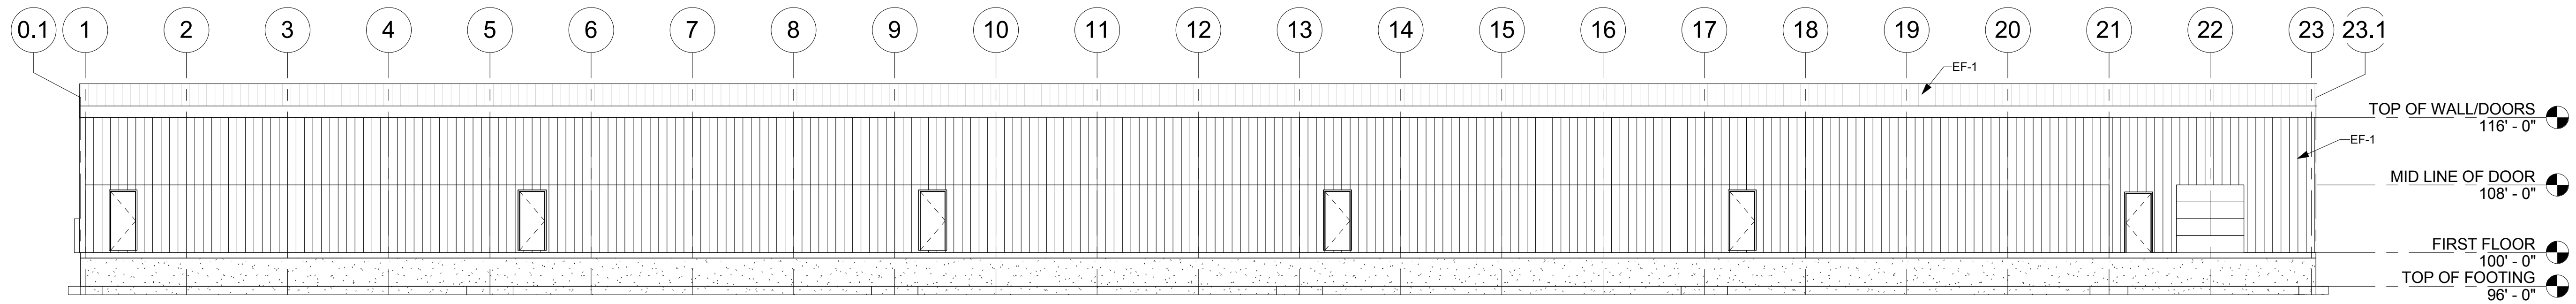 0.1 1 2 3 4 5 6 7 8 9 10 11 12 13 14 15 16 17 18 19 20 21 22 23 23.1
EF-1
TOP OF WALL/DOORS
116' - 0"
EF-1
MID LINE OF DOOR
108' - 0"
FIRST FLOOR
100' - 0"
TOP OF FOOTING
96' - 0"